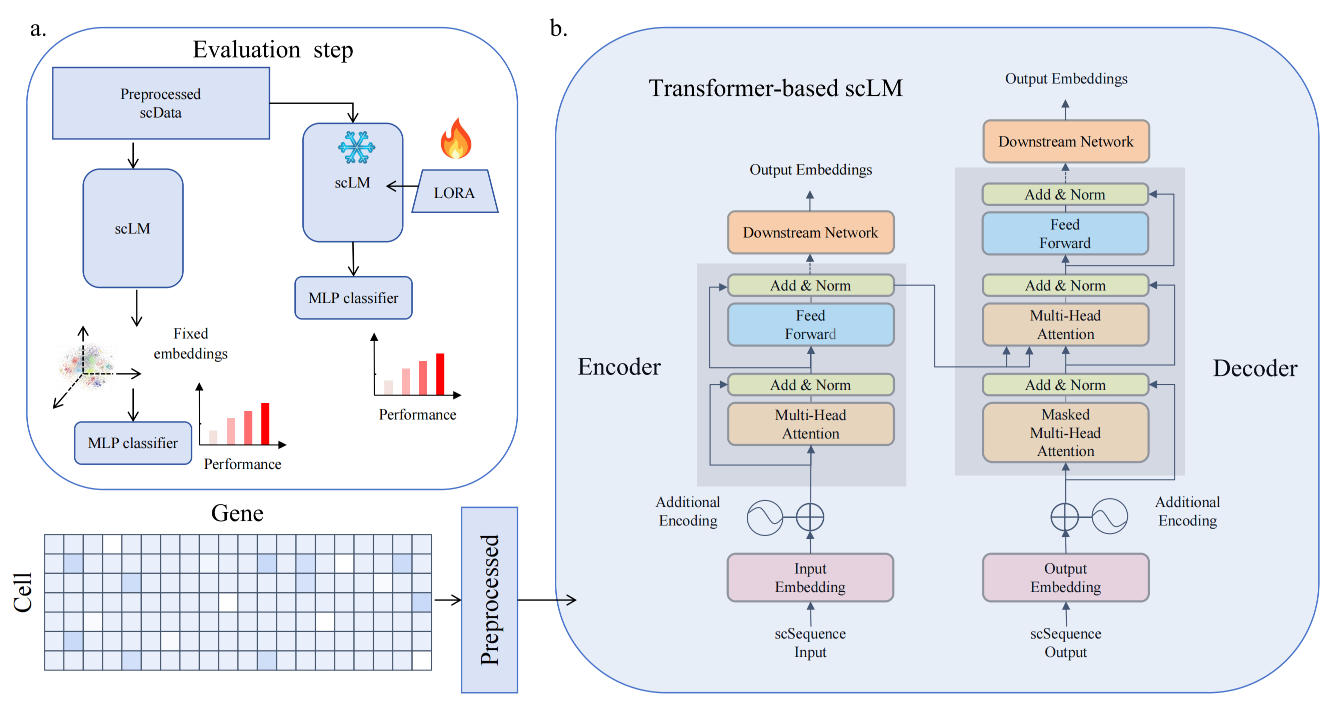 a.
Evaluation step
Preprocessed
scData
scLM
scLM
LORA
MLP classifier
Fixed
embeddings
Performance
MLP classifier
Performance
Gene
Cell
Preprocessed
b.
Transformer-based scLM
Output Embeddings
Downstream Network
Add & Norm
Feed
Forward
Add & Norm
Multi-Head
Attention
Encoder
Additional
Encoding
Input
Embedding
scSequence
Input
Output Embeddings
Downstream Network
Add & Norm
Feed
Forward
Add & Norm
Multi-Head
Attention
Add & Norm
Masked
Multi-Head
Attention
Decoder
Additional
Encoding
Output
Embedding
scSequence
Output